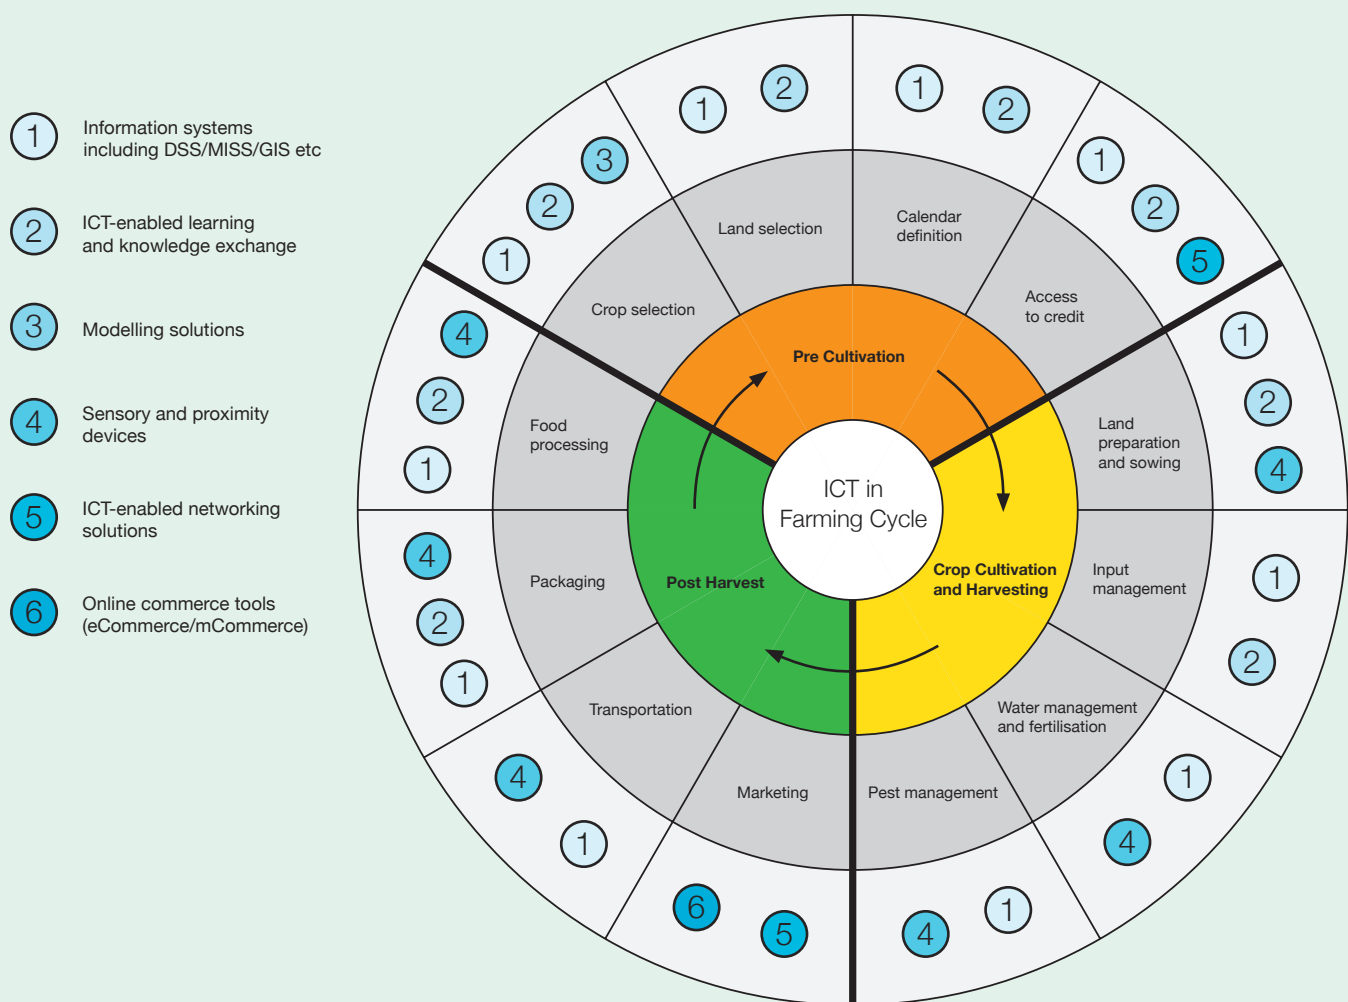 1
Information systems
including DSS/MISS/GIS etc
2
ICT-enabled learning
and knowledge exchange
3
Modelling solutions
4
Sensory and proximity
devices
5
ICT-enabled networking
solutions
6
Online commerce tools
(eCommerce/mCommerce)
ICT in
Farming Cycle
Pre Cultivation
Crop selection
1
2
3
Land selection
1
2
Calendar
definition
1
2
Access
to credit
1
2
5
Crop Cultivation
and Harvesting
Land
preparation
and sowing
1
2
4
Input
management
1
2
Water management
and fertilisation
1
4
Pest management
1
4
Post Harvest
Marketing
5
6
Transportation
1
4
Packaging
1
2
4
Food
processing
1
2
4